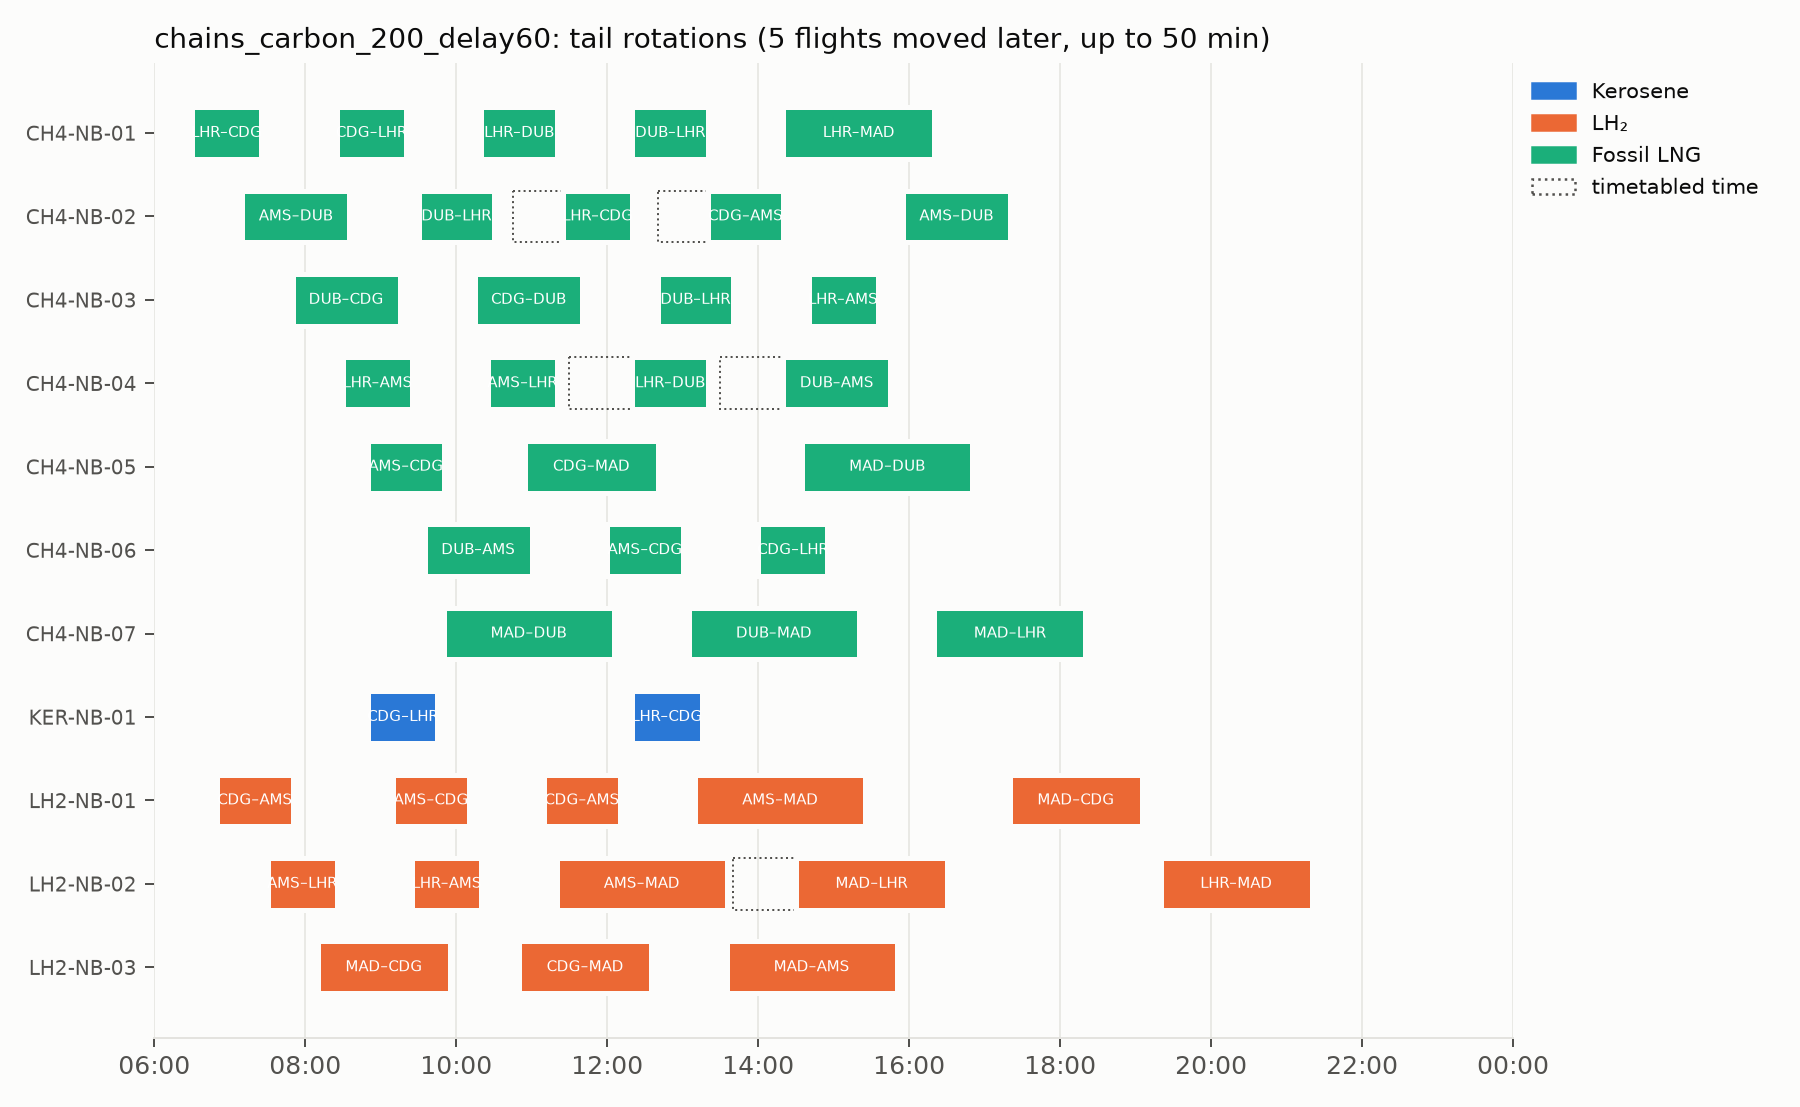 chains_carbon_200_delay60: tail rotations (5 flights moved later, up to 50 min)
Kerosene
LH₂
Fossil LNG
timetabled time
CH4-NB-01 LHR–CDG CDG–LHR LHR–DUB DUB–LHR LHR–MAD
CH4-NB-02 AMS–DUB DUB–LHR LHR–CDG CDG–AMS AMS–DUB
CH4-NB-03 DUB–CDG CDG–DUB DUB–LHR LHR–AMS
CH4-NB-04 LHR–AMS AMS–LHR LHR–DUB DUB–AMS
CH4-NB-05 AMS–CDG CDG–MAD MAD–DUB
CH4-NB-06 DUB–AMS AMS–CDG CDG–LHR
CH4-NB-07 MAD–DUB DUB–MAD MAD–LHR
KER-NB-01 CDG–LHR LHR–CDG
LH2-NB-01 CDG–AMS AMS–CDG CDG–AMS AMS–MAD MAD–CDG
LH2-NB-02 AMS–LHR LHR–AMS AMS–MAD MAD–LHR LHR–MAD
LH2-NB-03 MAD–CDG CDG–MAD MAD–AMS
06:00 08:00 10:00 12:00 14:00 16:00 18:00 20:00 22:00 00:00